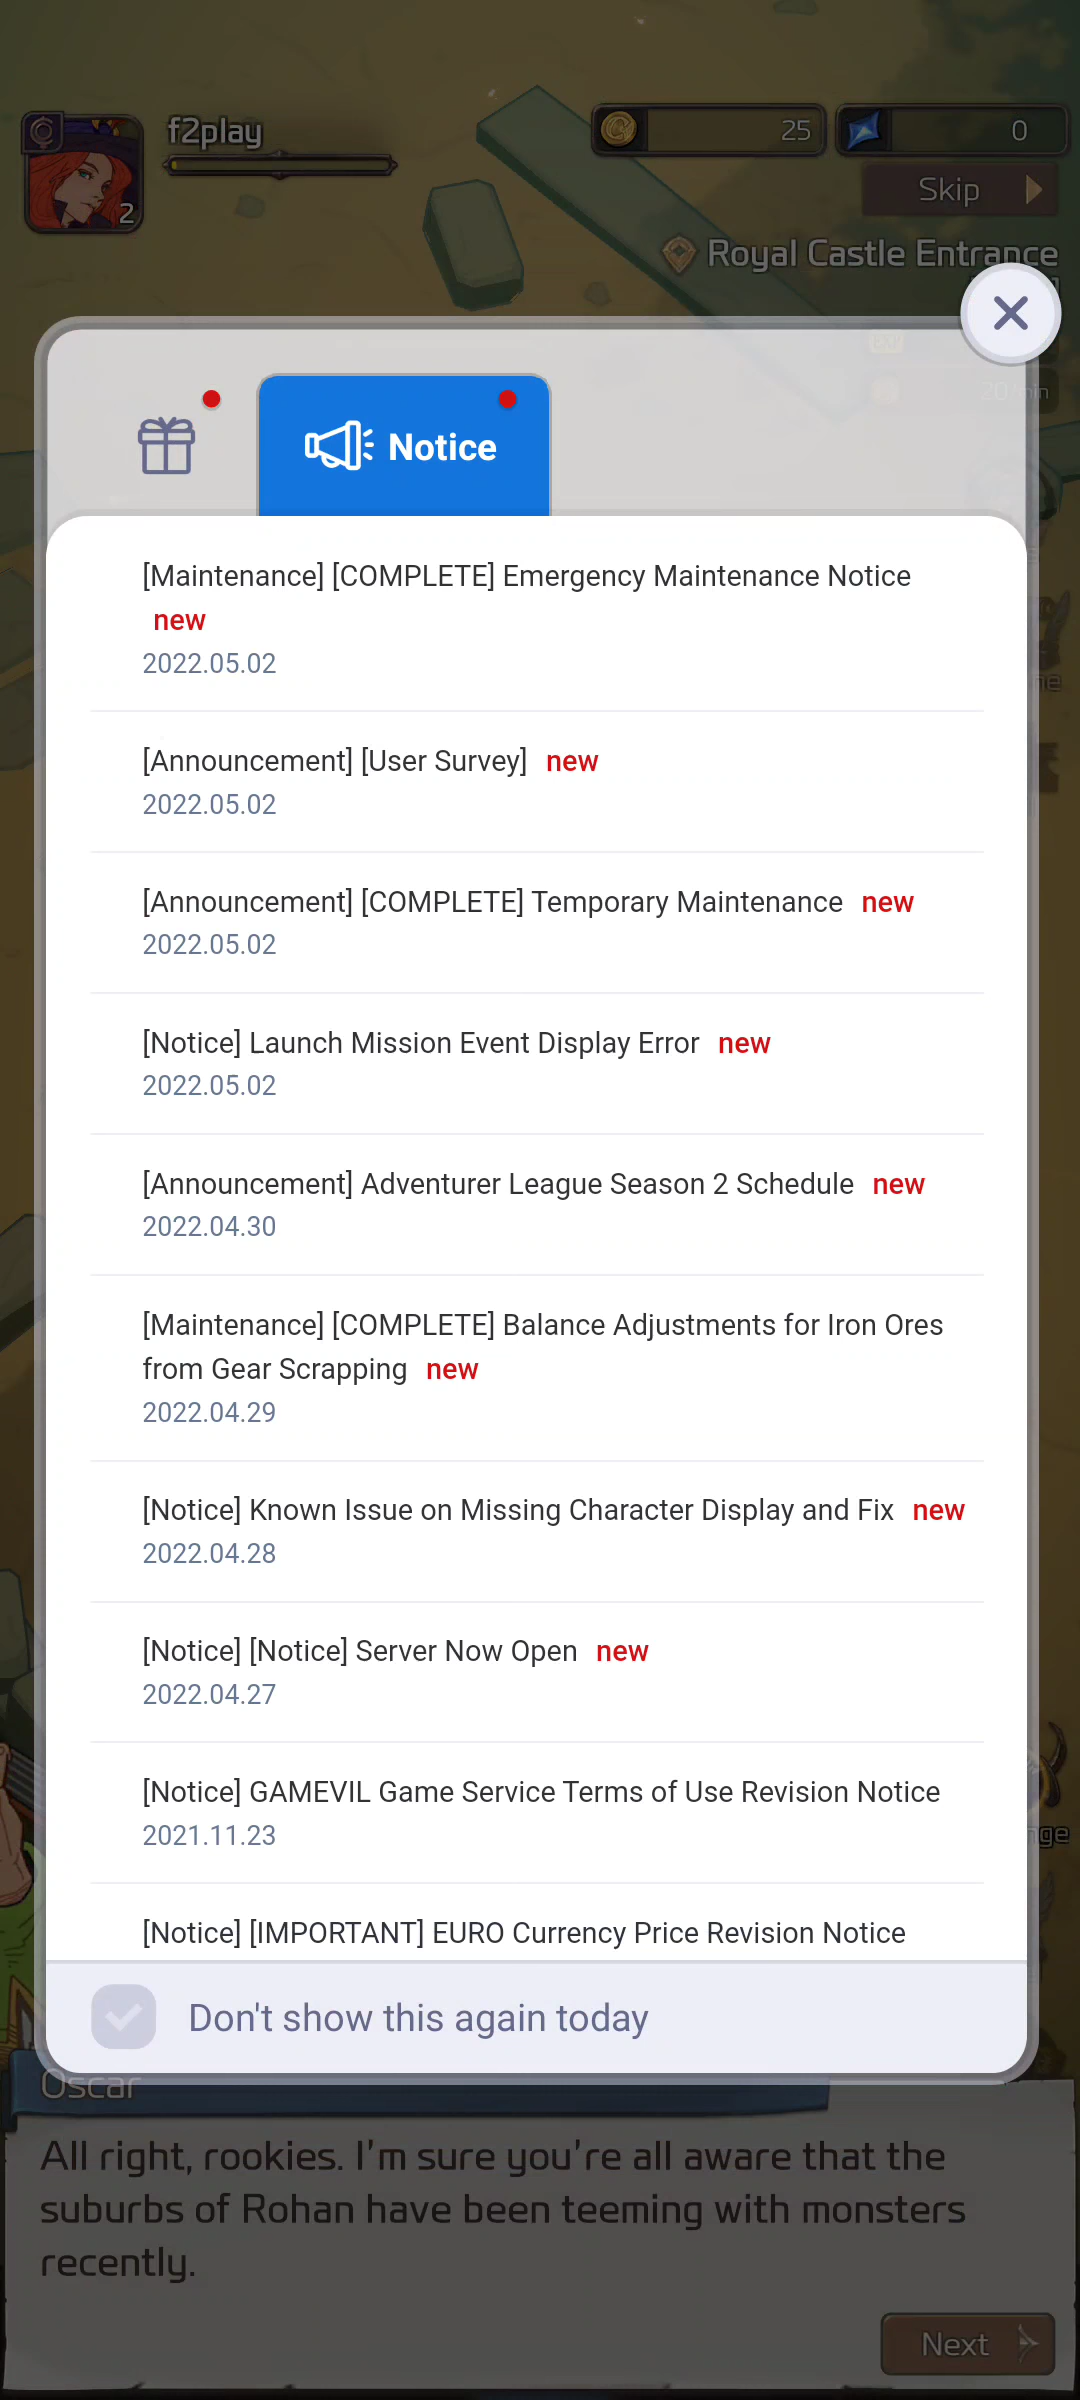 f2play
25
0
2
Skip
Royal Castle Entrance
20/min
Notice
[Maintenance] [COMPLETE] Emergency Maintenance Notice
new
2022.05.02
[Announcement] [User Survey] new
2022.05.02
[Announcement] [COMPLETE] Temporary Maintenance new
2022.05.02
[Notice] Launch Mission Event Display Error new
2022.05.02
[Announcement] Adventurer League Season 2 Schedule new
2022.04.30
[Maintenance] [COMPLETE] Balance Adjustments for Iron Ores
from Gear Scrapping new
2022.04.29
[Notice] Known Issue on Missing Character Display and Fix new
2022.04.28
[Notice] [Notice] Server Now Open new
2022.04.27
[Notice] GAMEVIL Game Service Terms of Use Revision Notice
2021.11.23
[Notice] [IMPORTANT] EURO Currency Price Revision Notice
Don't show this again today
Oscar
All right, rookies. I'm sure you're all aware that the
suburbs of Rohan have been teeming with monsters
recently.
Next